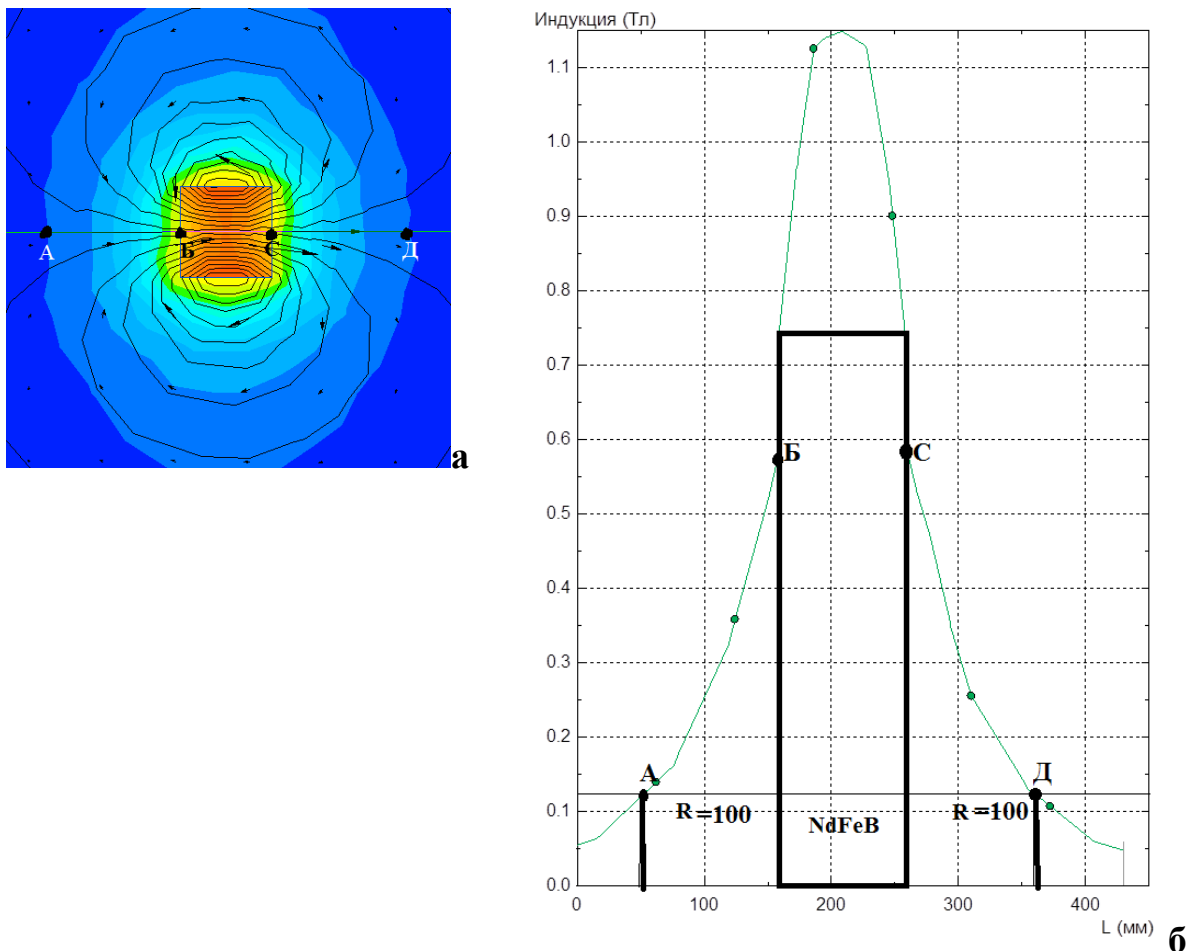 А
Б
С
Д
а
Индукция (Тл)
1.1
1.0
0.9
0.8
0.7
0.6
0.5
0.4
0.3
0.2
0.1
0.0
Б
С
А
Д
R =100
R =100
NdFeB
0
100
200
300
400
L (мм)
б